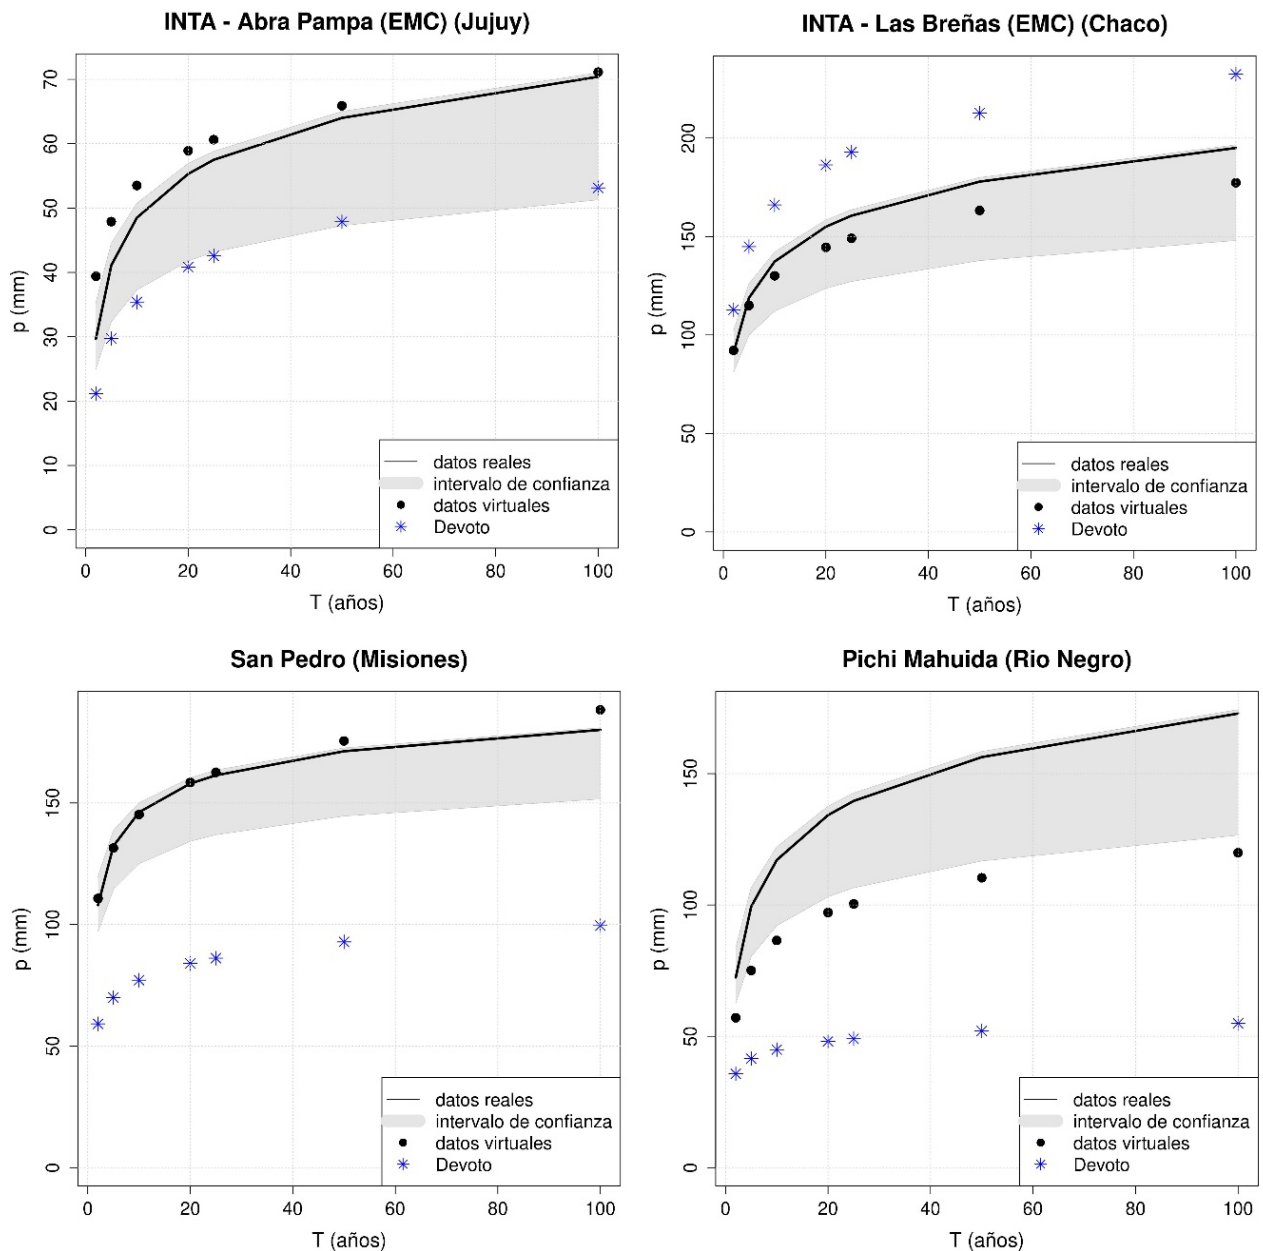 INTA - Abra Pampa (EMC) (Jujuy)
p (mm)
70
60
50
40
30
20
10
0
datos reales
intervalo de confianza
datos virtuales
Devoto
0 20 40 60 80 100
T (años)
INTA - Las Breñas (EMC) (Chaco)
p (mm)
200
150
100
50
0
datos reales
intervalo de confianza
datos virtuales
Devoto
0 20 40 60 80 100
T (años)
San Pedro (Misiones)
p (mm)
150
100
50
0
datos reales
intervalo de confianza
datos virtuales
Devoto
0 20 40 60 80 100
T (años)
Pichi Mahuida (Rio Negro)
p (mm)
150
100
50
0
datos reales
intervalo de confianza
datos virtuales
Devoto
0 20 40 60 80 100
T (años)